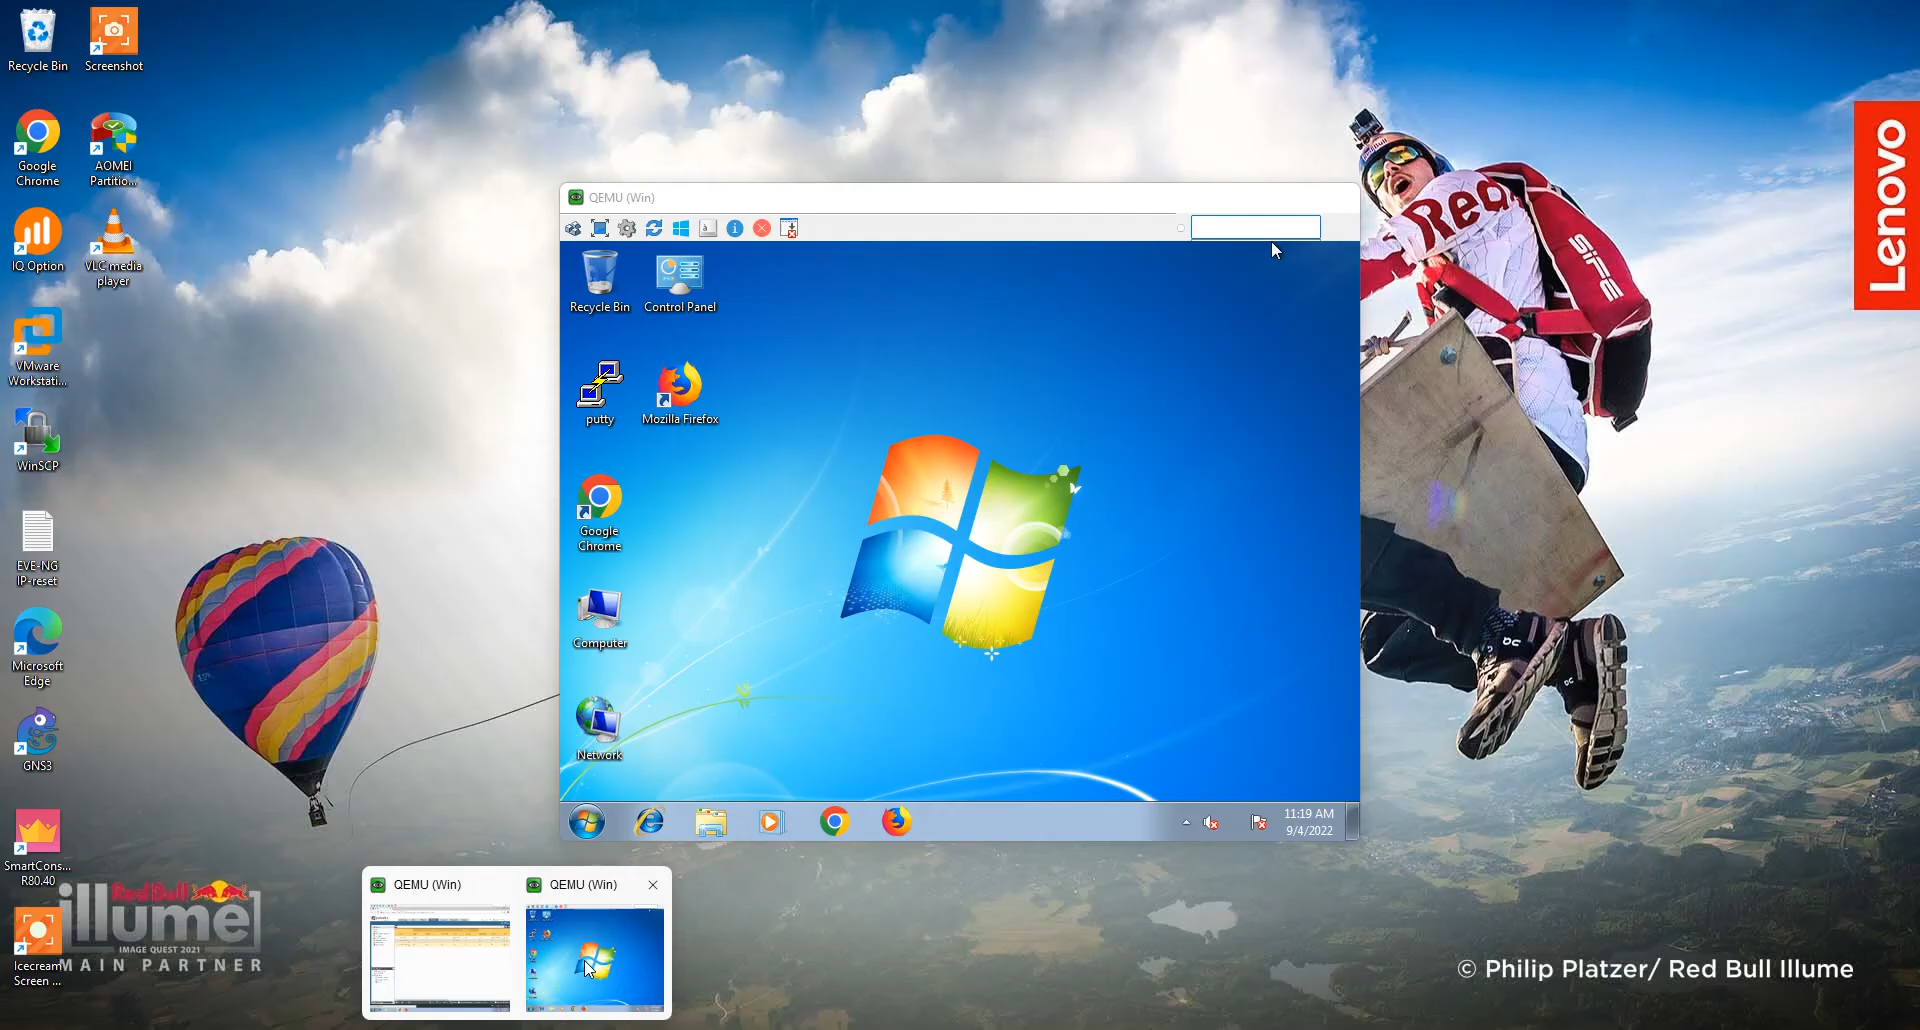 Recycle Bin
Screenshot
Google
Chrome
AOMEI
Partitio...
IQ Option
VLC media
player
VMware
Workstati...
WinSCP
EVE-NG
IP-reset
Microsoft
Edge
GNS3
SmartCons...
R80.40
Icecream
Screen ...
Red Bull
illume
IMAGE QUEST 2021
MAIN PARTNER
QEMU (Win)
Recycle Bin
Control Panel
putty
Mozilla Firefox
Google
Chrome
Computer
Network
11:19 AM
9/4/2022
QEMU (Win)
QEMU (Win)
Lenovo
Red
SIFE
© Philip Platzer/ Red Bull Illume